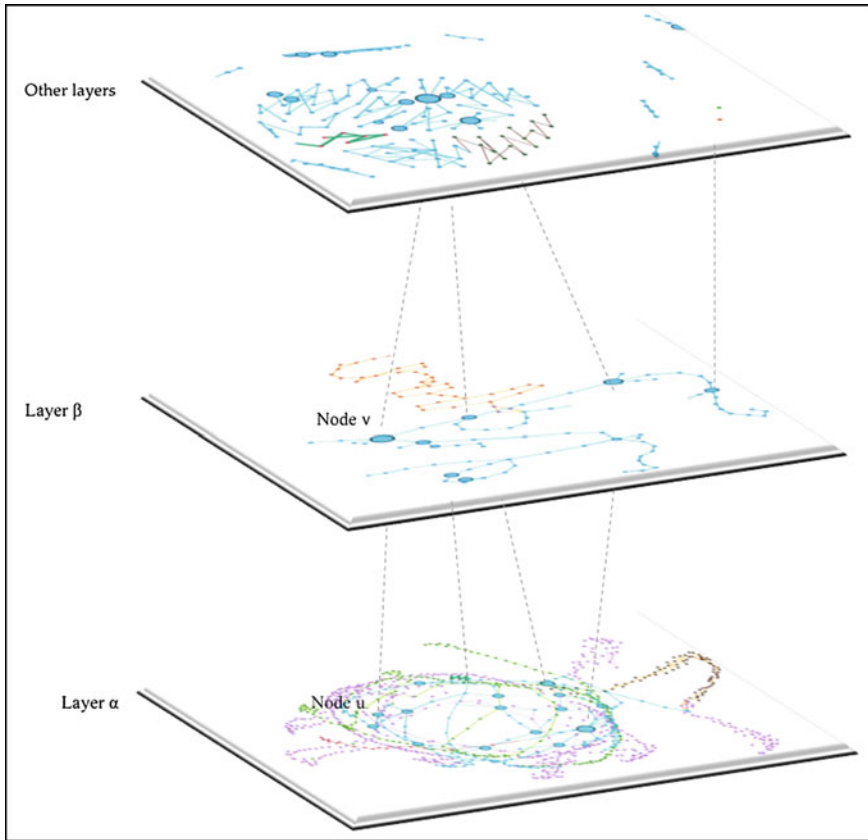 Other layers
Layer β
Node v
Layer α
Node u